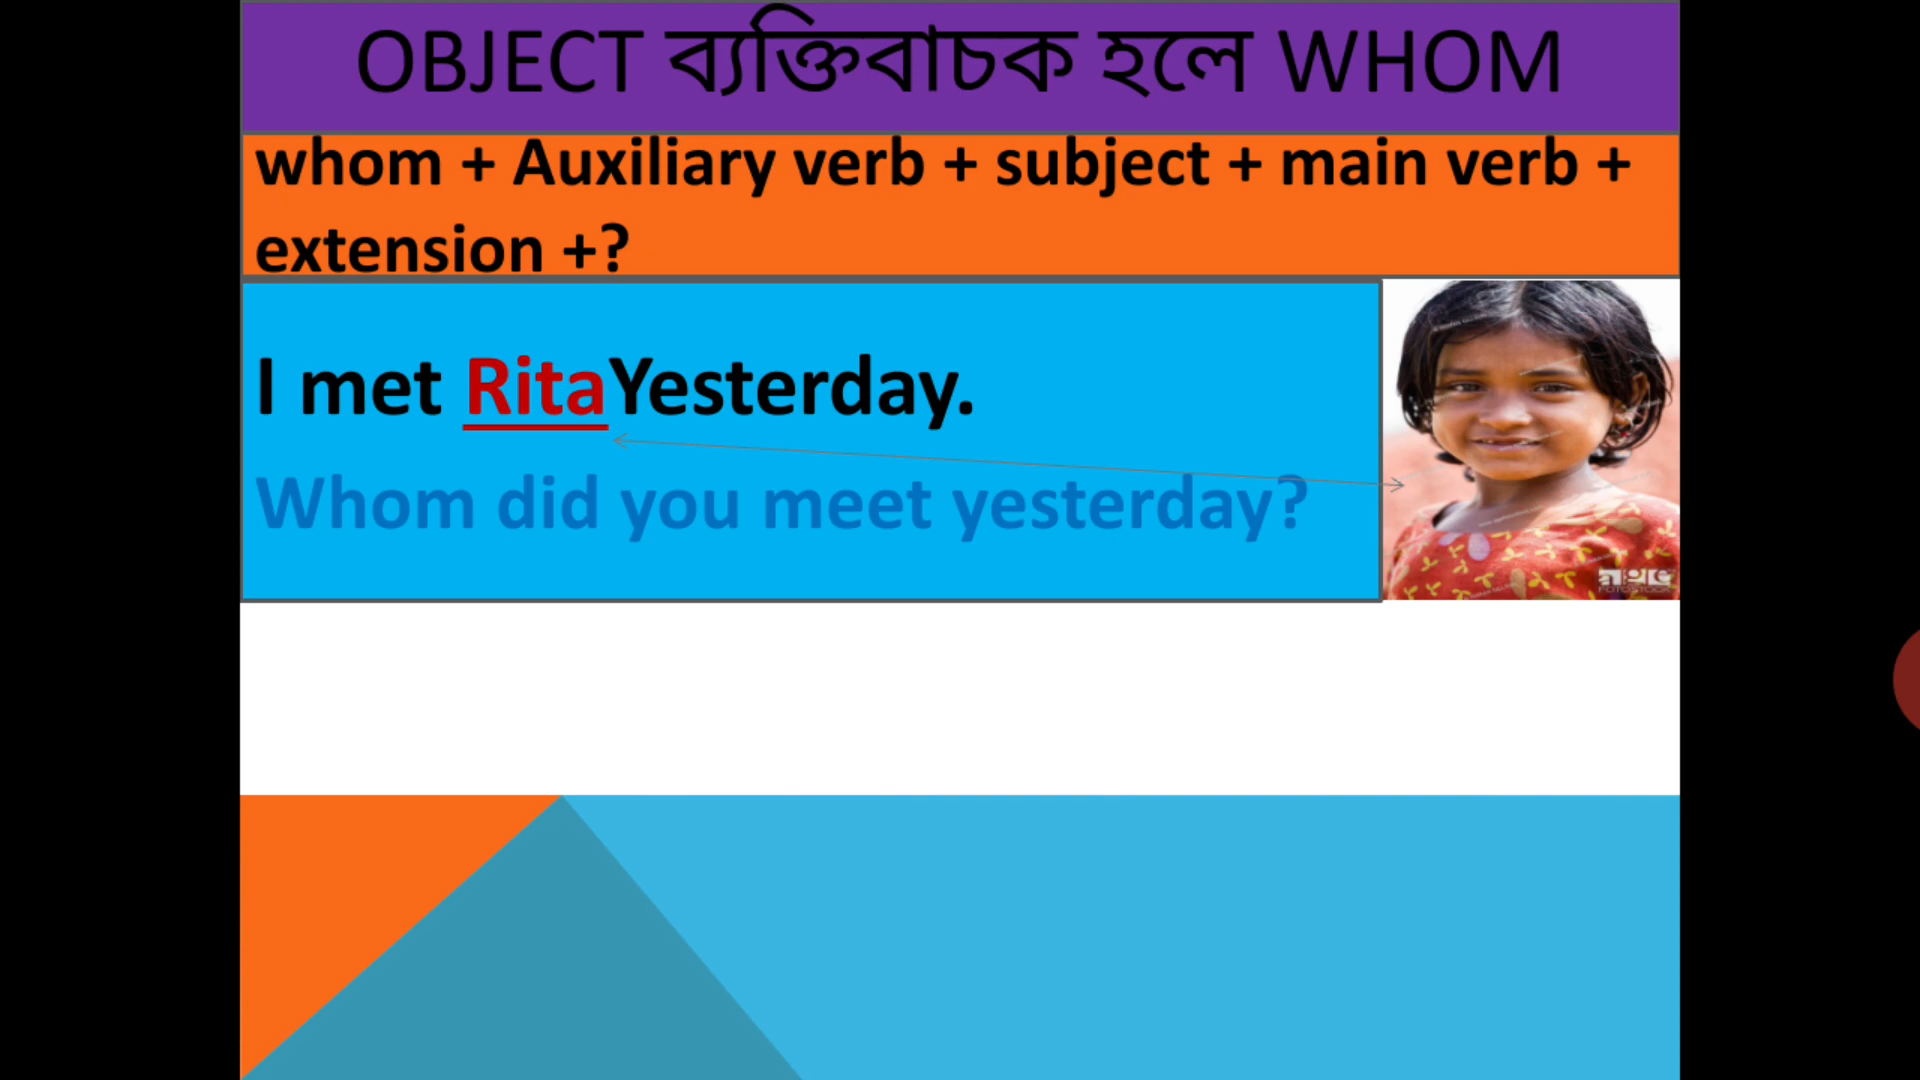 OBJECT ব্যক্তিবাচক হলে WHOM
whom + Auxiliary verb + subject + main verb +
extension +?
I met RitaYesterday.
Whom did you meet yesterday?